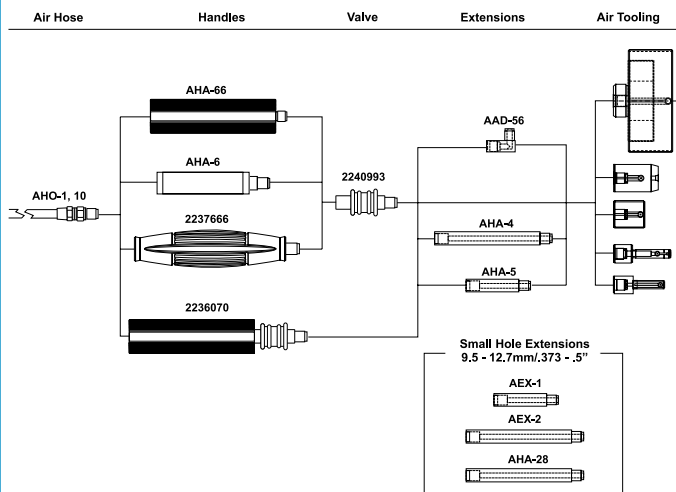 Air Hose Handles Valve Extensions Air Tooling
AHA-66
AAD-56
AHA-6
2240993
AHO-1, 10
2237666
AHA-4
AHA-5
2236070
Small Hole Extensions
9.5 - 12.7mm/.373 - .5”
AEX-1
AEX-2
AHA-28